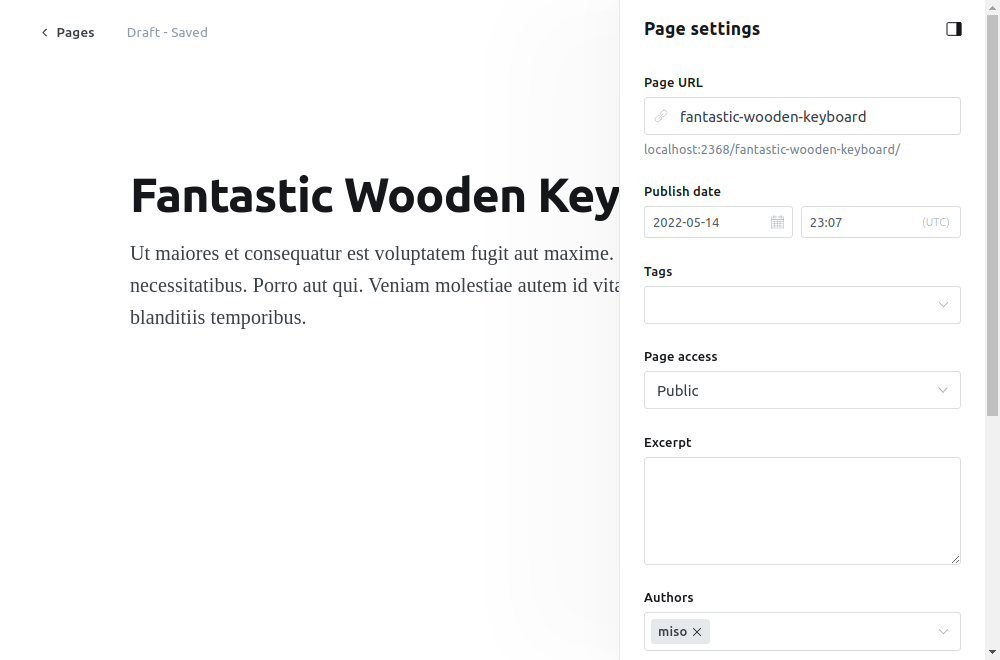 Pages
Draft - Saved
Fantastic Wooden Key
Ut maiores et consequatur est voluptatem fugit aut maxime.
necessitatibus. Porro aut qui. Veniam molestiae autem id vita
blanditiis temporibus.
Page settings
Page URL
fantastic-wooden-keyboard
localhost:2368/fantastic-wooden-keyboard/
Publish date
2022-05-14
23:07 (UTC)
Tags
Page access
Public
Excerpt
Authors
miso